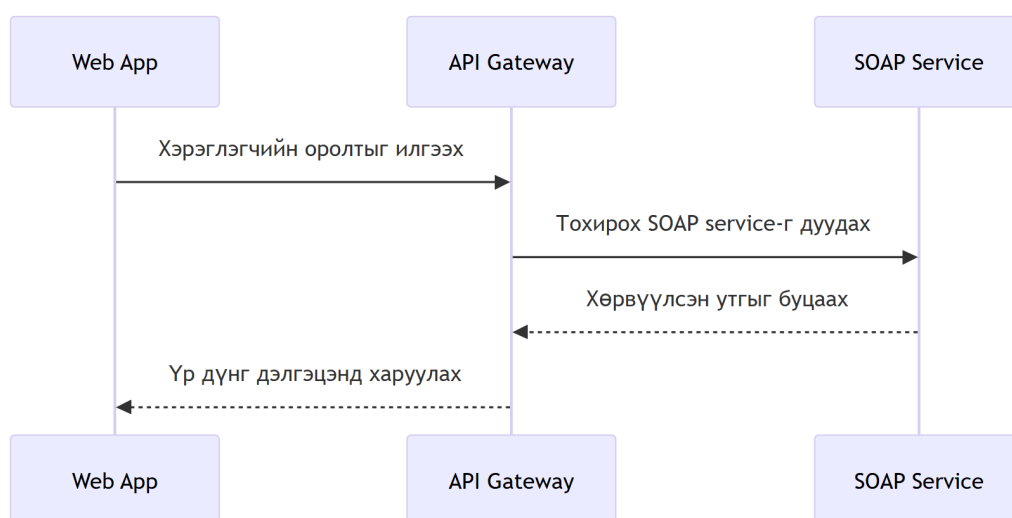 Web App
API Gateway
SOAP Service
Хэрэглэгчийн оролтыг илгээх
Тохирох SOAP service-г дуудах
Хөрвүүлсэн утгыг буцаах
Үр дүнг дэлгэцэнд харуулах
Web App
API Gateway
SOAP Service